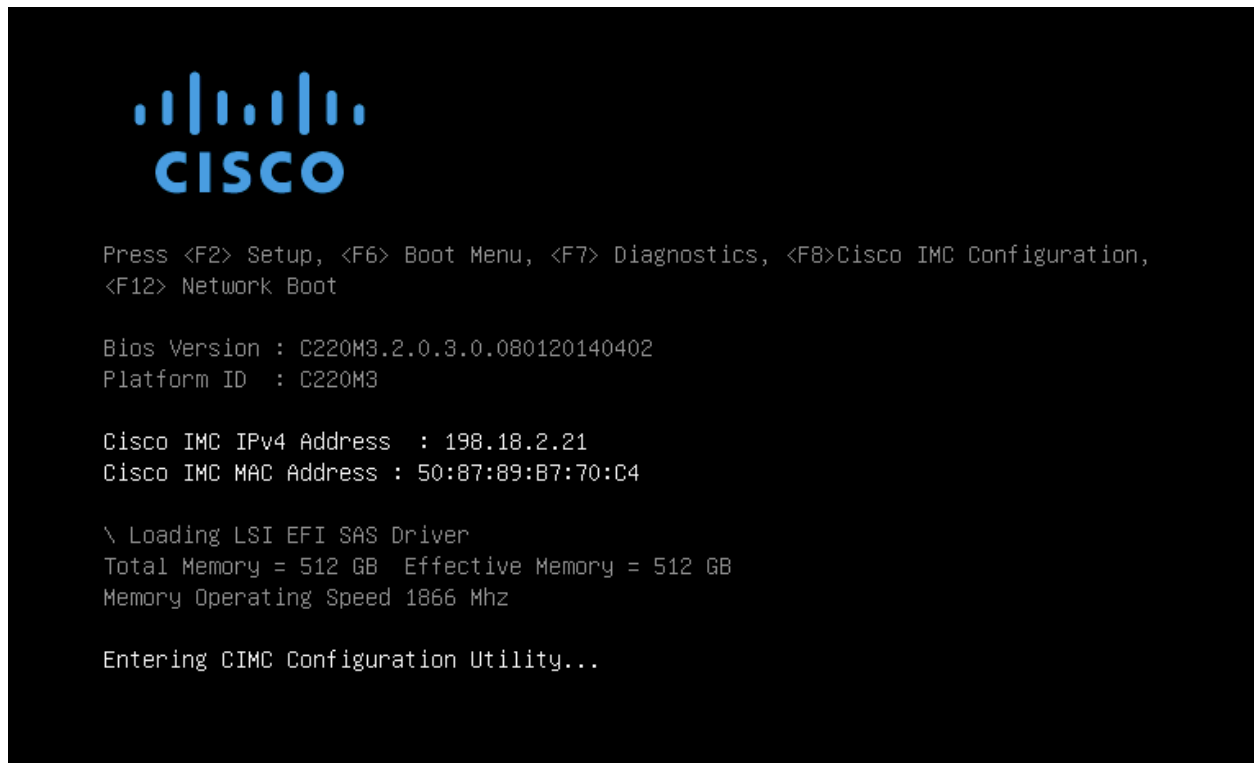 CISCO
Press <F2> Setup, <F6> Boot Menu, <F7> Diagnostics, <F8>Cisco IMC Configuration,
<F12> Network Boot
Bios Version : C220M3.2.0.3.0.080120140402
Platform ID  : C220M3
Cisco IMC IPv4 Address  : 198.18.2.21
Cisco IMC MAC Address : 50:87:89:B7:70:C4
\ Loading LSI EFI SAS Driver
Total Memory = 512 GB  Effective Memory = 512 GB
Memory Operating Speed 1866 Mhz
Entering CIMC Configuration Utility...